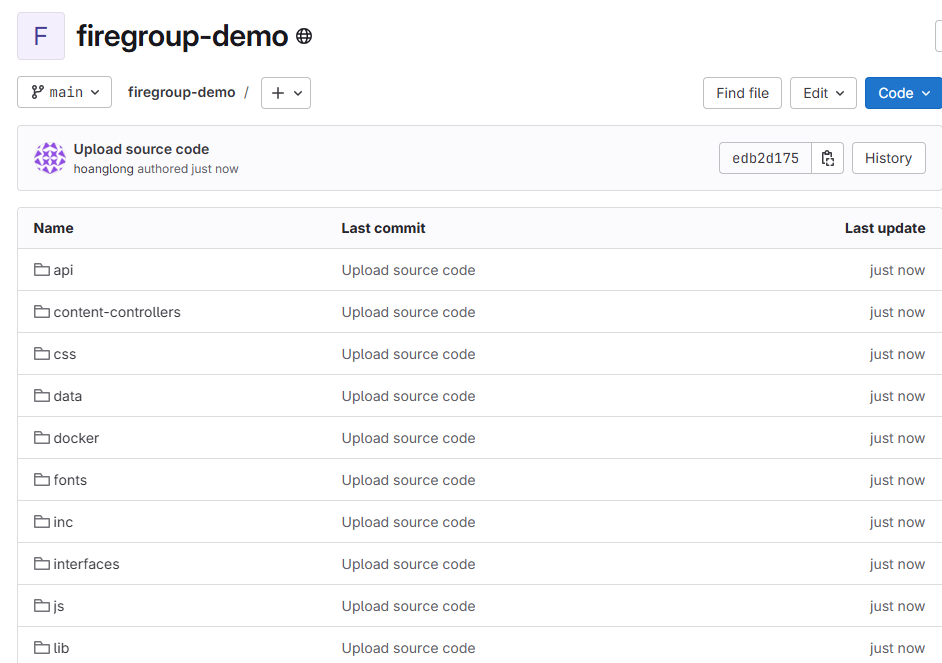 F firegroup-demo
main firegroup-demo / + Find file Edit Code
Upload source code
hoanglong authored just now
edb2d175 History
Name Last commit Last update
api Upload source code just now
content-controllers Upload source code just now
css Upload source code just now
data Upload source code just now
docker Upload source code just now
fonts Upload source code just now
inc Upload source code just now
interfaces Upload source code just now
js Upload source code just now
lib Upload source code just now